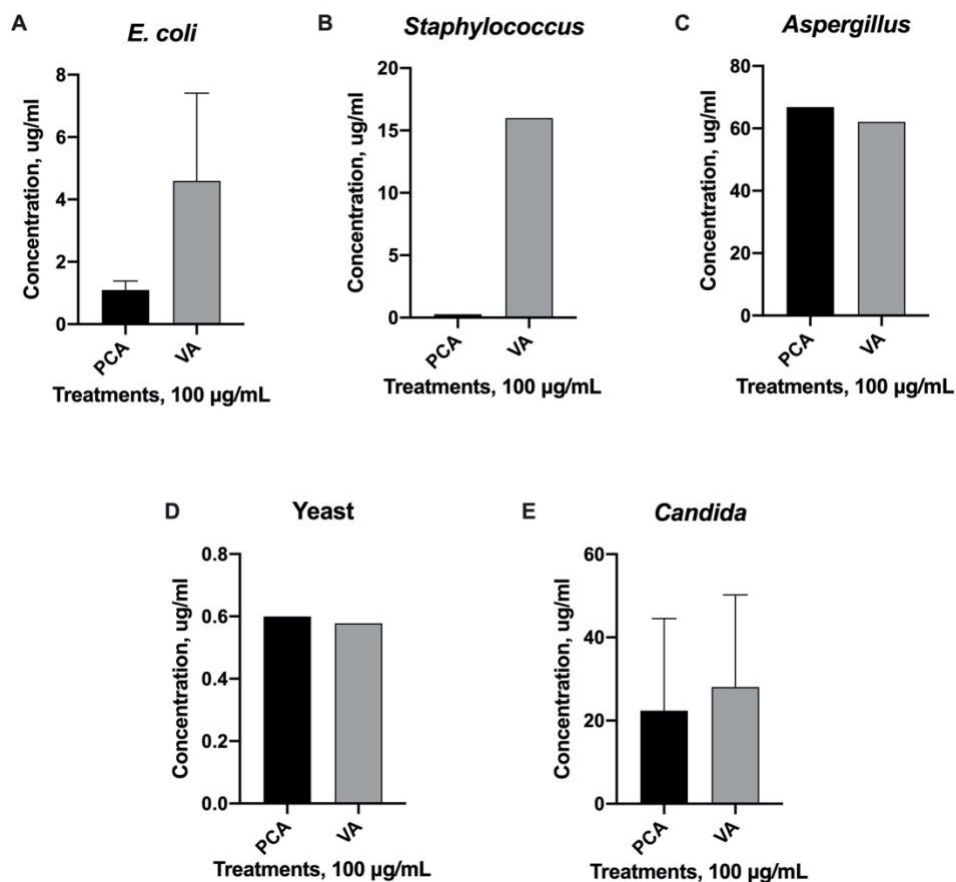 A
E. coli
Concentration, ug/ml
8
6
4
2
0
PCA
VA
Treatments, 100 µg/mL
B
Staphylococcus
Concentration, ug/ml
20
15
10
5
0
PCA
VA
Treatments, 100 µg/mL
C
Aspergillus
Concentration, ug/ml
80
60
40
20
0
PCA
VA
Treatments, 100 µg/mL
D
Yeast
Concentration, ug/ml
0.8
0.6
0.4
0.2
0.0
PCA
VA
Treatments, 100 µg/mL
E
Candida
Concentration, ug/ml
60
40
20
0
PCA
VA
Treatments, 100 µg/mL